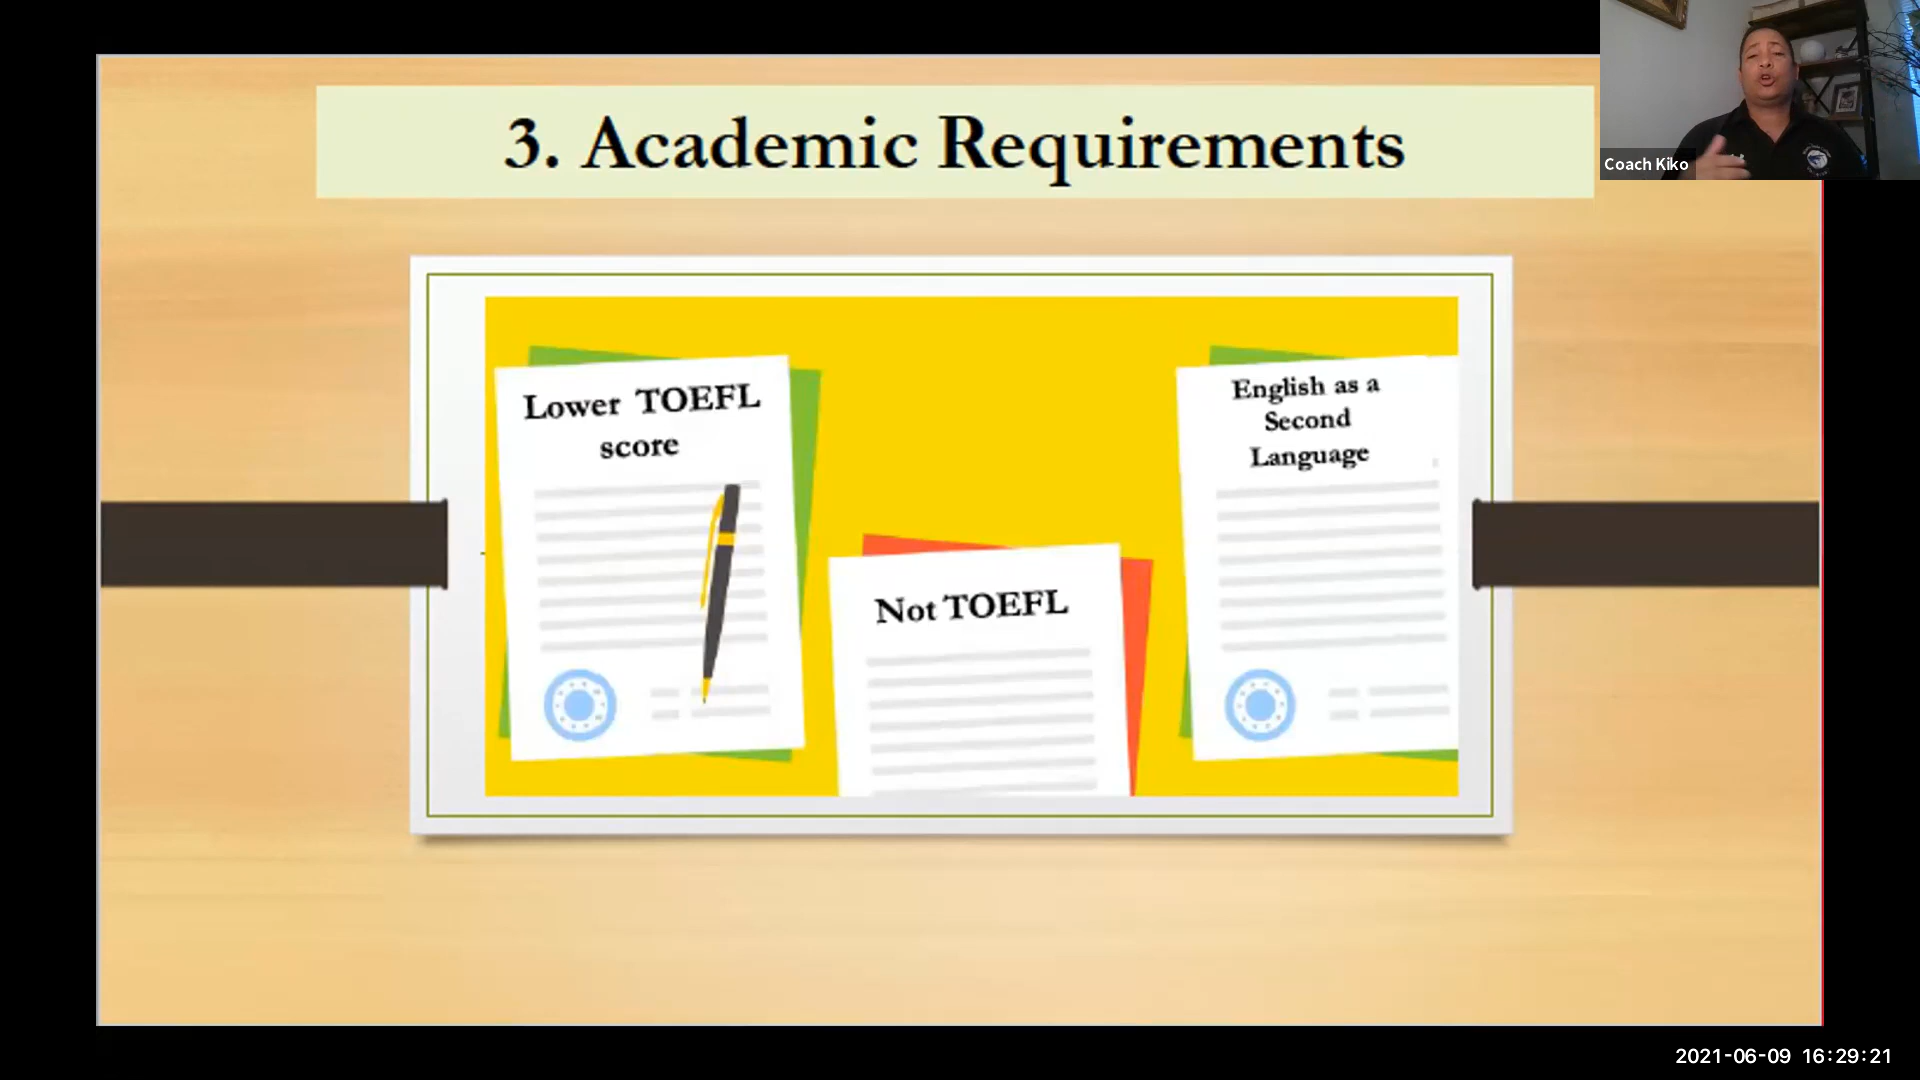 3. Academic Requirements
Coach Kiko
Lower TOEFL
score
English as a
Second
Language
Not TOEFL
2021-06-09 16:29:21